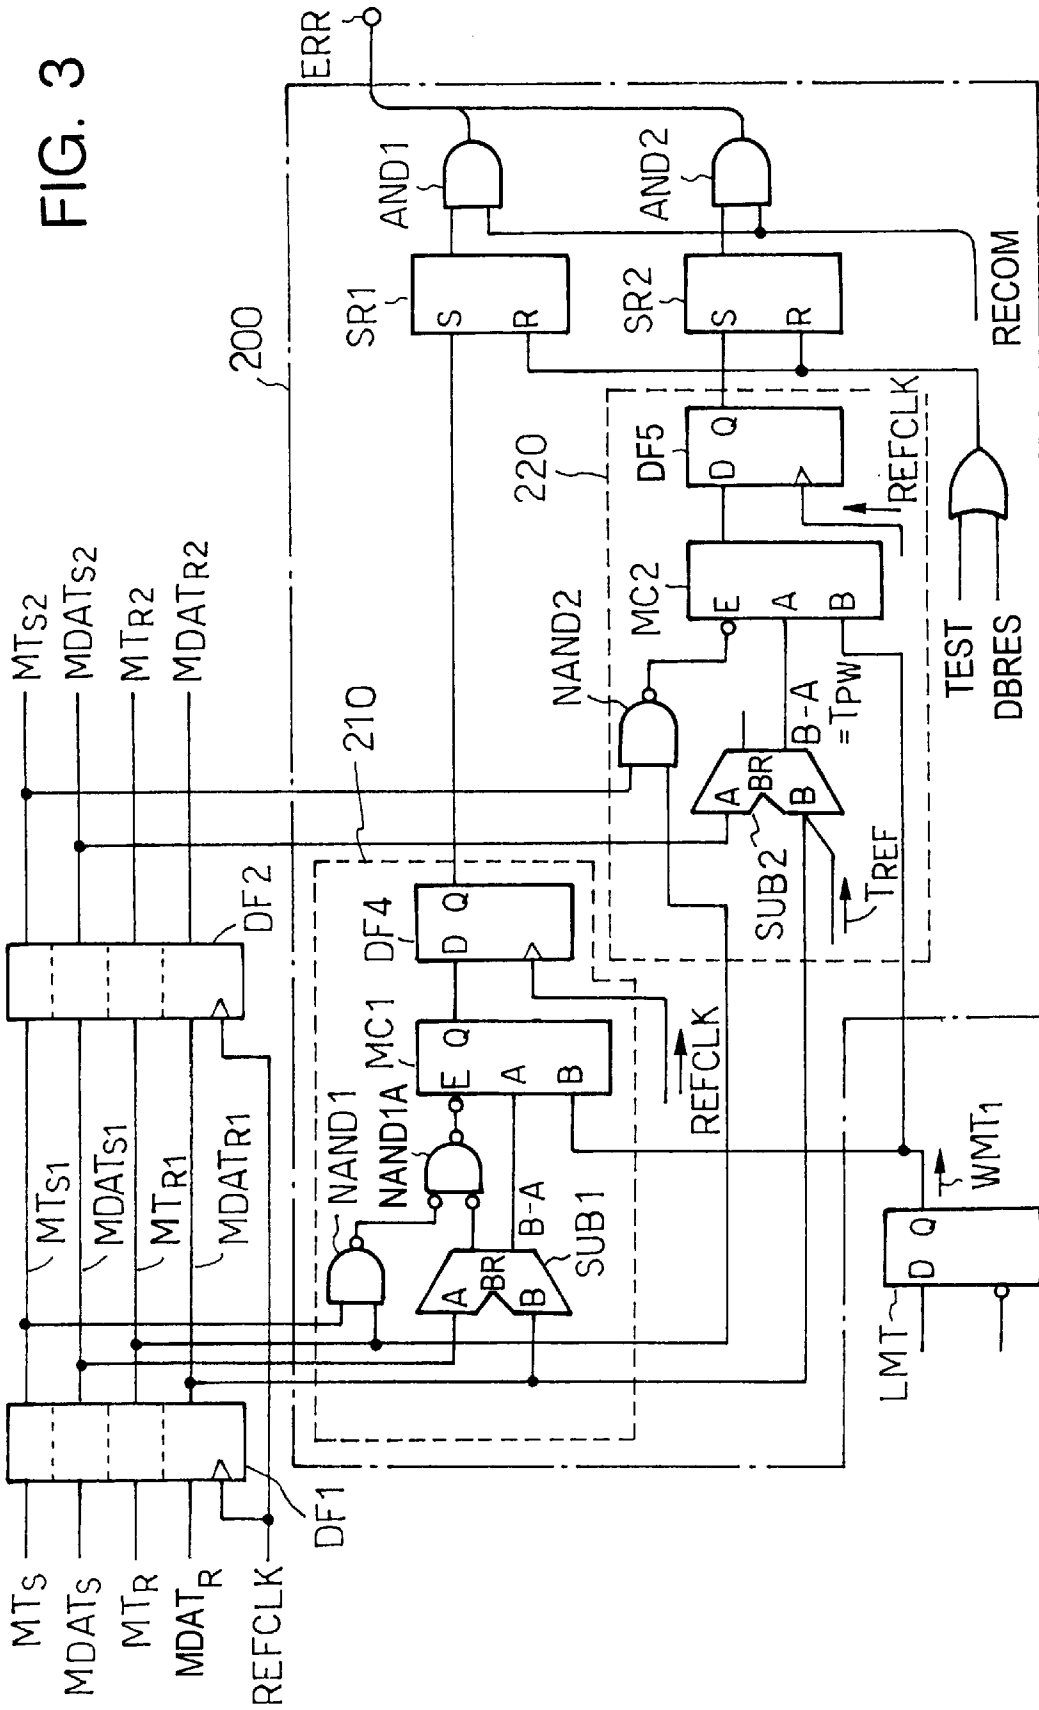 FIG. 3
MTS
MDATS
MTR
MDATR
REFCLK
DF1
MTS1
MDATS1
MTR1
MDATR1
DF2
MTS2
MDATS2
MTR2
MDATR2
200
210
NAND1
NAND1A
MC1
E Q
A
B
DF4
D Q
A
BR
B
B-A
SUB1
REFCLK
SR1
S
R
AND1
ERR
220
NAND2
MC2
E
A
B
DF5
D Q
A
BR
B
B-A
=TPW
SUB2
TREF
REFCLK
SR2
S
R
AND2
RECOM
TEST
DBRES
LMT
D Q
WMT1